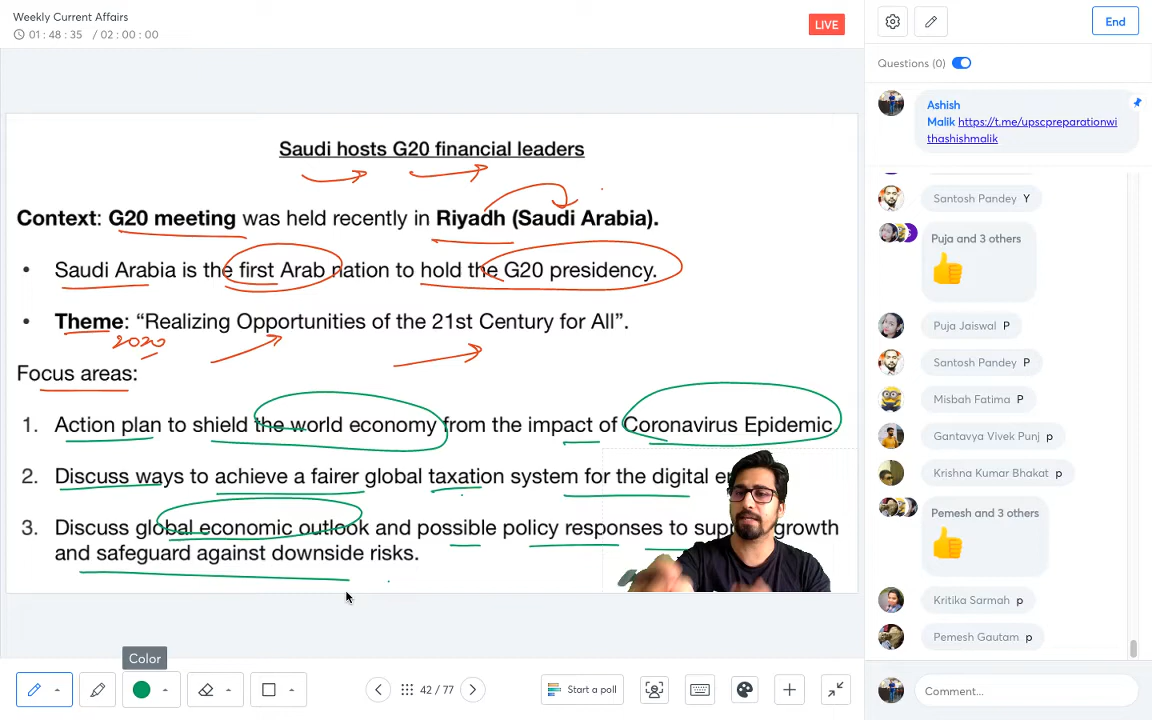 Weekly Current Affairs
01 : 48 : 35 / 02 : 00 : 00
LIVE
End
Questions (0)
Ashish
Malik https://t.me/upscpreparationwi
thashishmalik
Saudi hosts G20 financial leaders
Context: G20 meeting was held recently in Riyadh (Saudi Arabia).
• Saudi Arabia is the first Arab nation to hold the G20 presidency.
• Theme: “Realizing Opportunities of the 21st Century for All”.
2020
Focus areas:
1. Action plan to shield the world economy from the impact of Coronavirus Epidemic.
2. Discuss ways to achieve a fairer global taxation system for the digital
3. Discuss global economic outlook and possible policy responses to growth
and safeguard against downside risks.
Santosh Pandey Y
Puja and 3 others
Puja Jaiswal P
Santosh Pandey P
Misbah Fatima P
Gantavya Vivek Punj p
Krishna Kumar Bhakat p
Pemesh and 3 others
Kritika Sarmah p
Pemesh Gautam p
Color
42 / 77
Start a poll
Comment...